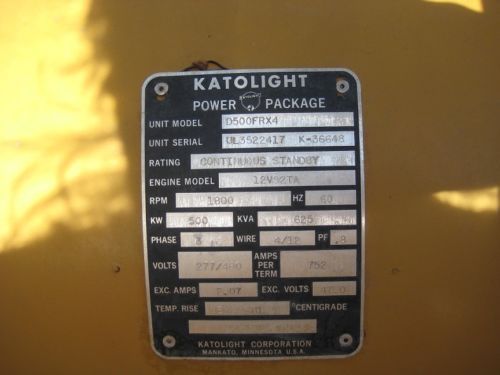 KATOLIGHT
POWER KATOLIGHT PACKAGE
UNIT MODEL D500FRX4
UNIT SERIAL UL3522417 K-36648
RATING CONTINUOUS STANDBY
ENGINE MODEL 12V92TA
RPM 1800 HZ 60
KW 500 KVA 625
PHASE 3 WIRE 4/12 PF .8
VOLTS 277/480 AMPS PER TERM 752
EXC. AMPS EXC. VOLTS
TEMP. RISE °CENTIGRADE
KATOLIGHT CORPORATION
MANKATO, MINNESOTA U.S.A.